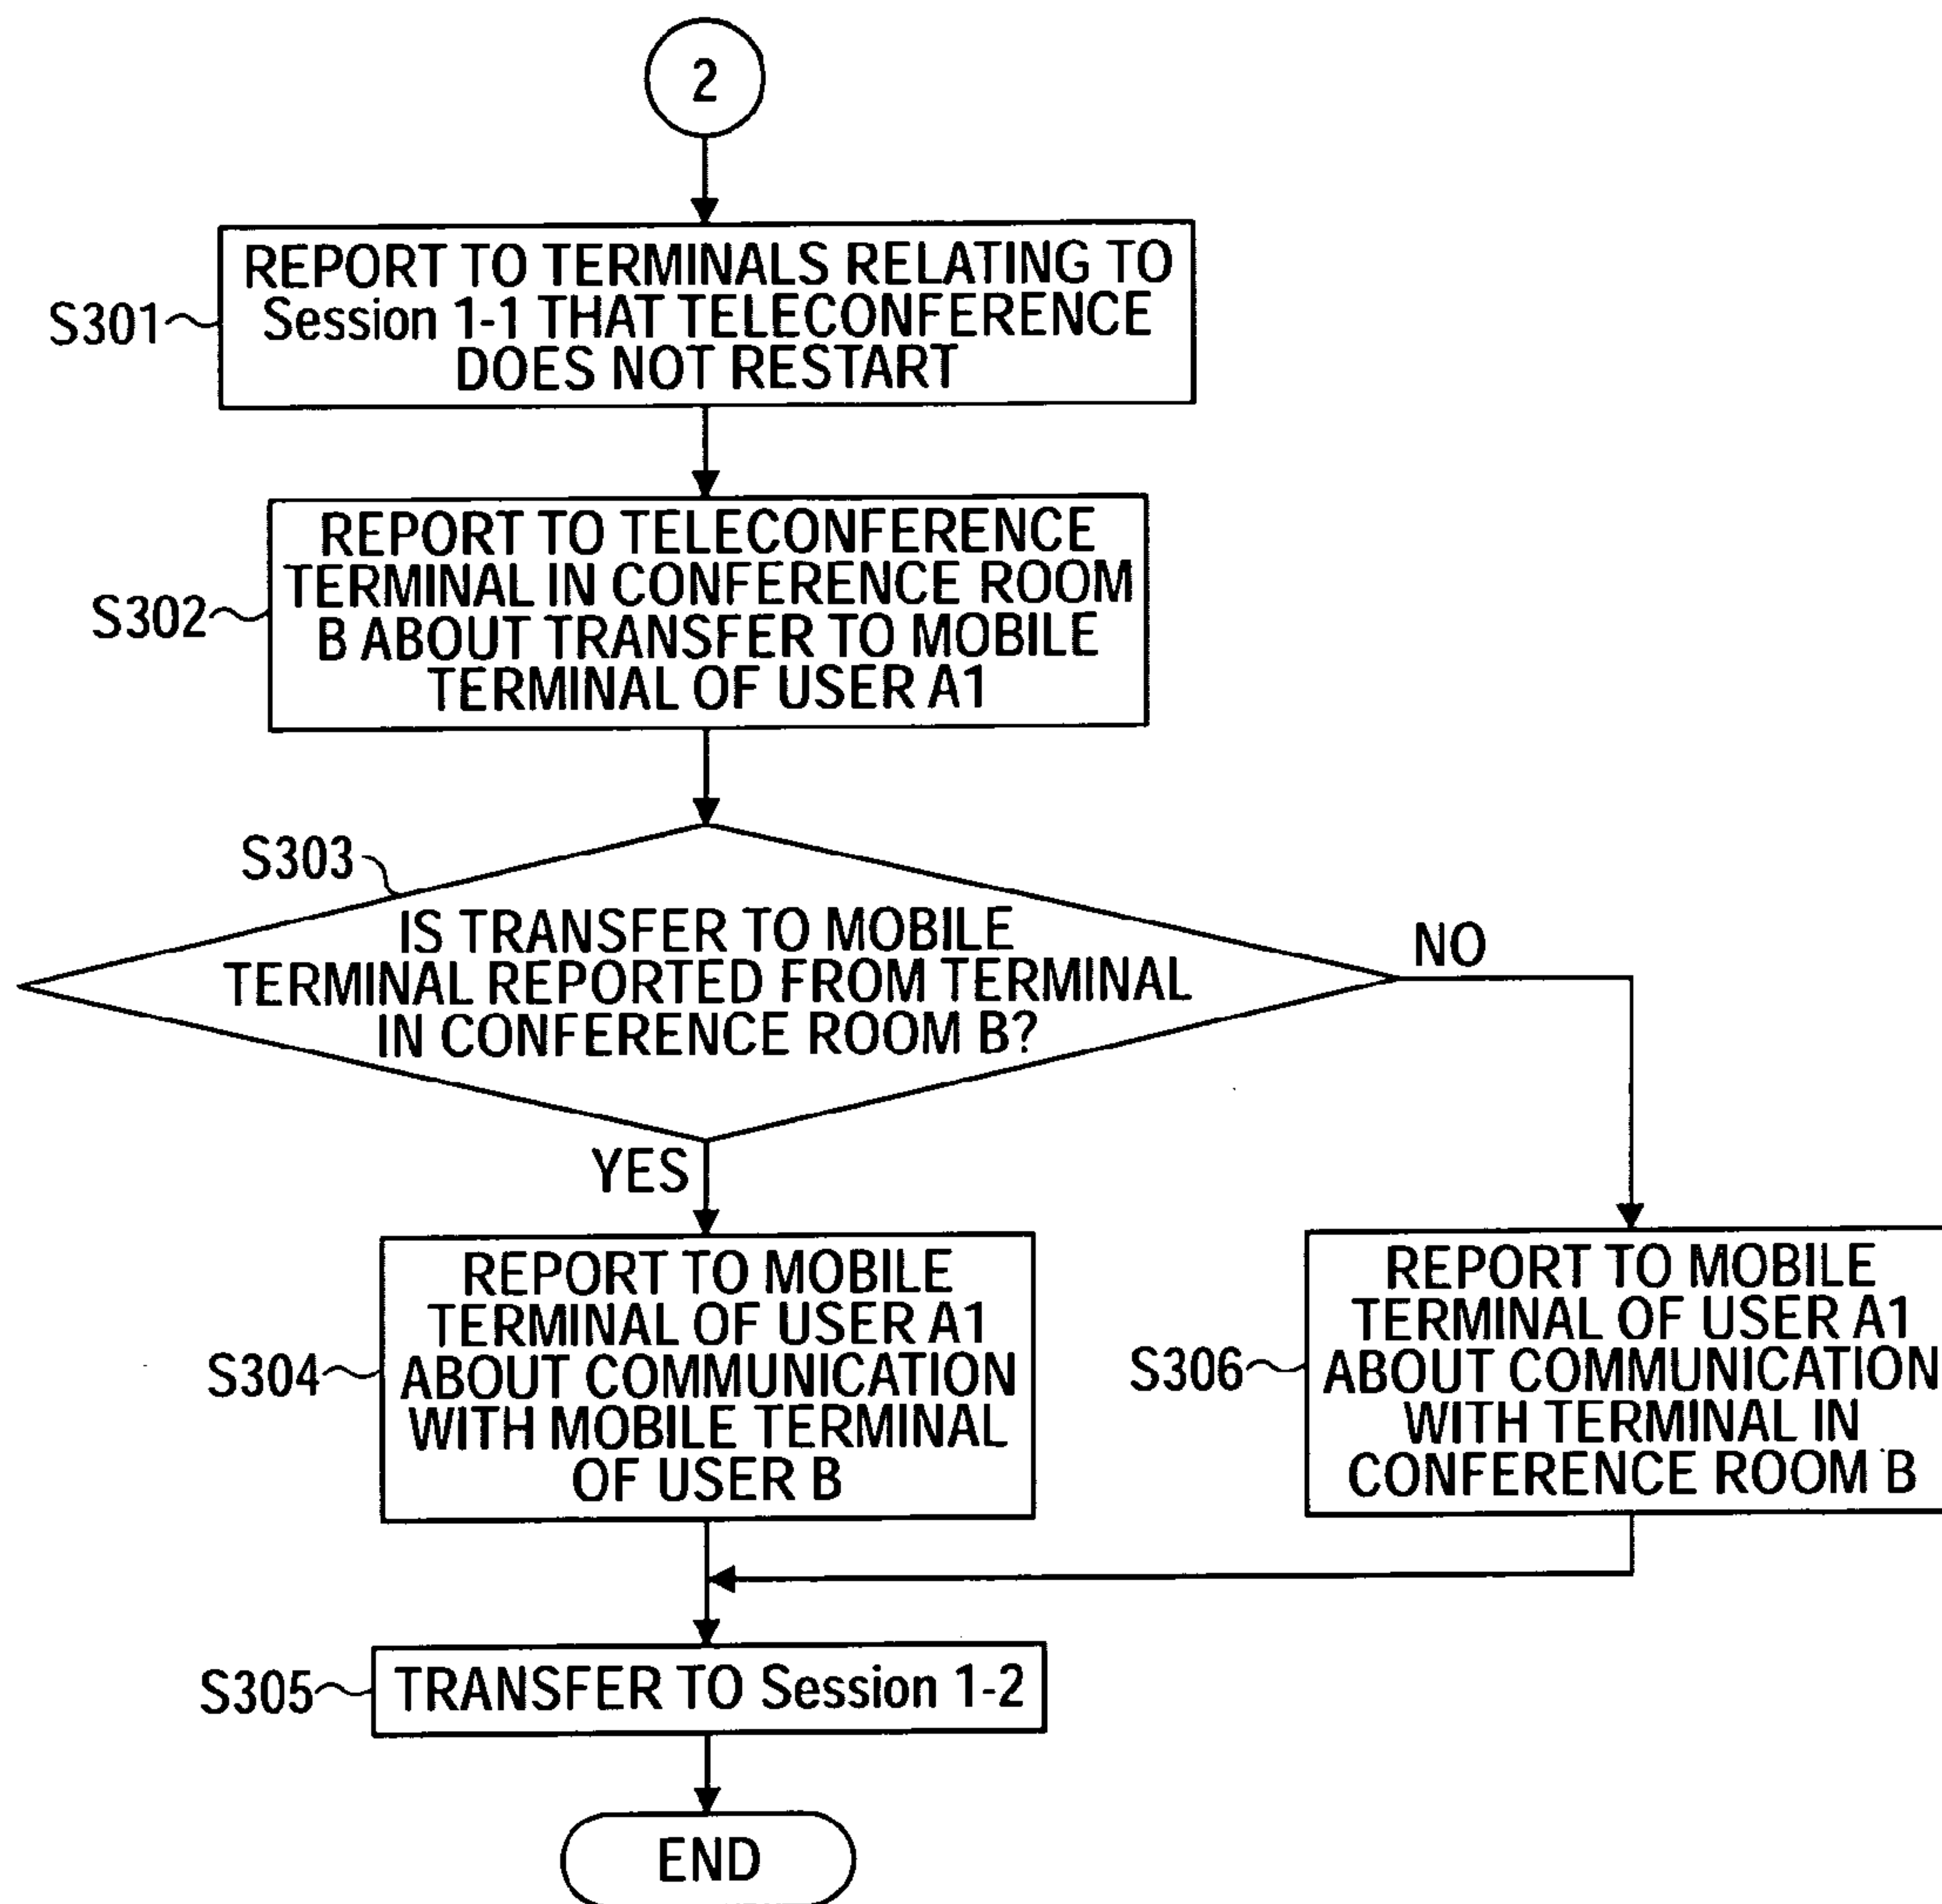 2
REPORT TO TERMINALS RELATING TO
Session 1-1 THAT TELECONFERENCE
DOES NOT RESTART
S301
REPORT TO TELECONFERENCE
TERMINAL IN CONFERENCE ROOM
B ABOUT TRANSFER TO MOBILE
TERMINAL OF USER A1
S302
S303
IS TRANSFER TO MOBILE
TERMINAL REPORTED FROM TERMINAL
IN CONFERENCE ROOM B?
NO
YES
REPORT TO MOBILE
TERMINAL OF USER A1
ABOUT COMMUNICATION
WITH MOBILE TERMINAL
OF USER B
S304
REPORT TO MOBILE
TERMINAL OF USER A1
ABOUT COMMUNICATION
WITH TERMINAL IN
CONFERENCE ROOM B
S306
S305
TRANSFER TO Session 1-2
END